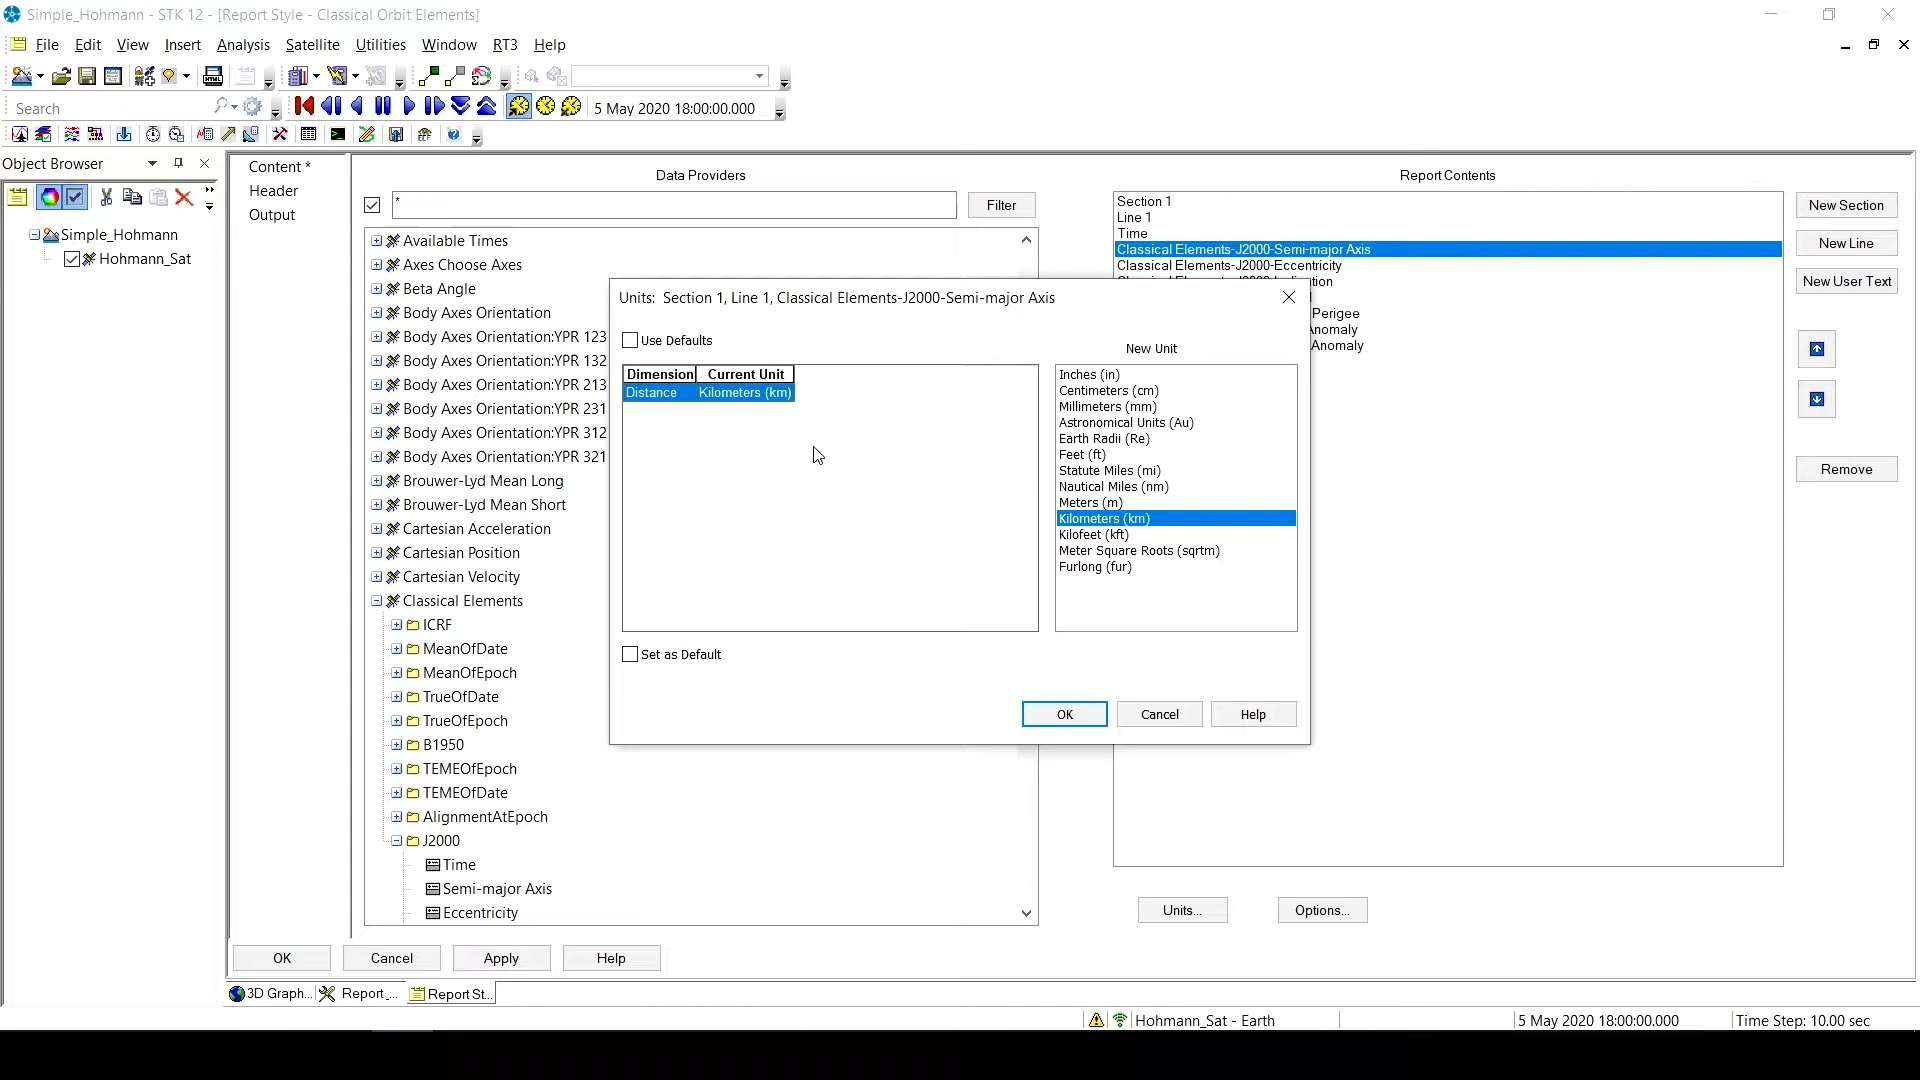 Simple_Hohmann - STK 12 - [Report Style - Classical Orbit Elements]
File Edit View Insert Analysis Satellite Utilities Window RT3 Help
Search
5 May 2020 18:00:00.000
Object Browser
Simple_Hohmann
Hohmann_Sat
Content *
Header
Output
Data Providers
*
Filter
Available Times
Axes Choose Axes
Beta Angle
Body Axes Orientation
Body Axes Orientation:YPR 123
Body Axes Orientation:YPR 132
Body Axes Orientation:YPR 213
Body Axes Orientation:YPR 231
Body Axes Orientation:YPR 312
Body Axes Orientation:YPR 321
Brouwer-Lyd Mean Long
Brouwer-Lyd Mean Short
Cartesian Acceleration
Cartesian Position
Cartesian Velocity
Classical Elements
ICRF
MeanOfDate
MeanOfEpoch
TrueOfDate
TrueOfEpoch
B1950
TEMEOfEpoch
TEMEOfDate
AlignmentAtEpoch
J2000
Time
Semi-major Axis
Eccentricity
Report Contents
Section 1
Line 1
Time
Classical Elements-J2000-Semi-major Axis
Classical Elements-J2000-Eccentricity
Perigee
Anomaly
Anomaly
New Section
New Line
New User Text
Remove
Units...
Options...
Units: Section 1, Line 1, Classical Elements-J2000-Semi-major Axis
Use Defaults
Dimension Current Unit
Distance Kilometers (km)
New Unit
Inches (in)
Centimeters (cm)
Millimeters (mm)
Astronomical Units (Au)
Earth Radii (Re)
Feet (ft)
Statute Miles (mi)
Nautical Miles (nm)
Meters (m)
Kilometers (km)
Kilofeet (kft)
Meter Square Roots (sqrtm)
Furlong (fur)
Set as Default
OK Cancel Help
OK Cancel Apply Help
3D Graph... Report ... Report St...
Hohmann_Sat - Earth
5 May 2020 18:00:00.000
Time Step: 10.00 sec